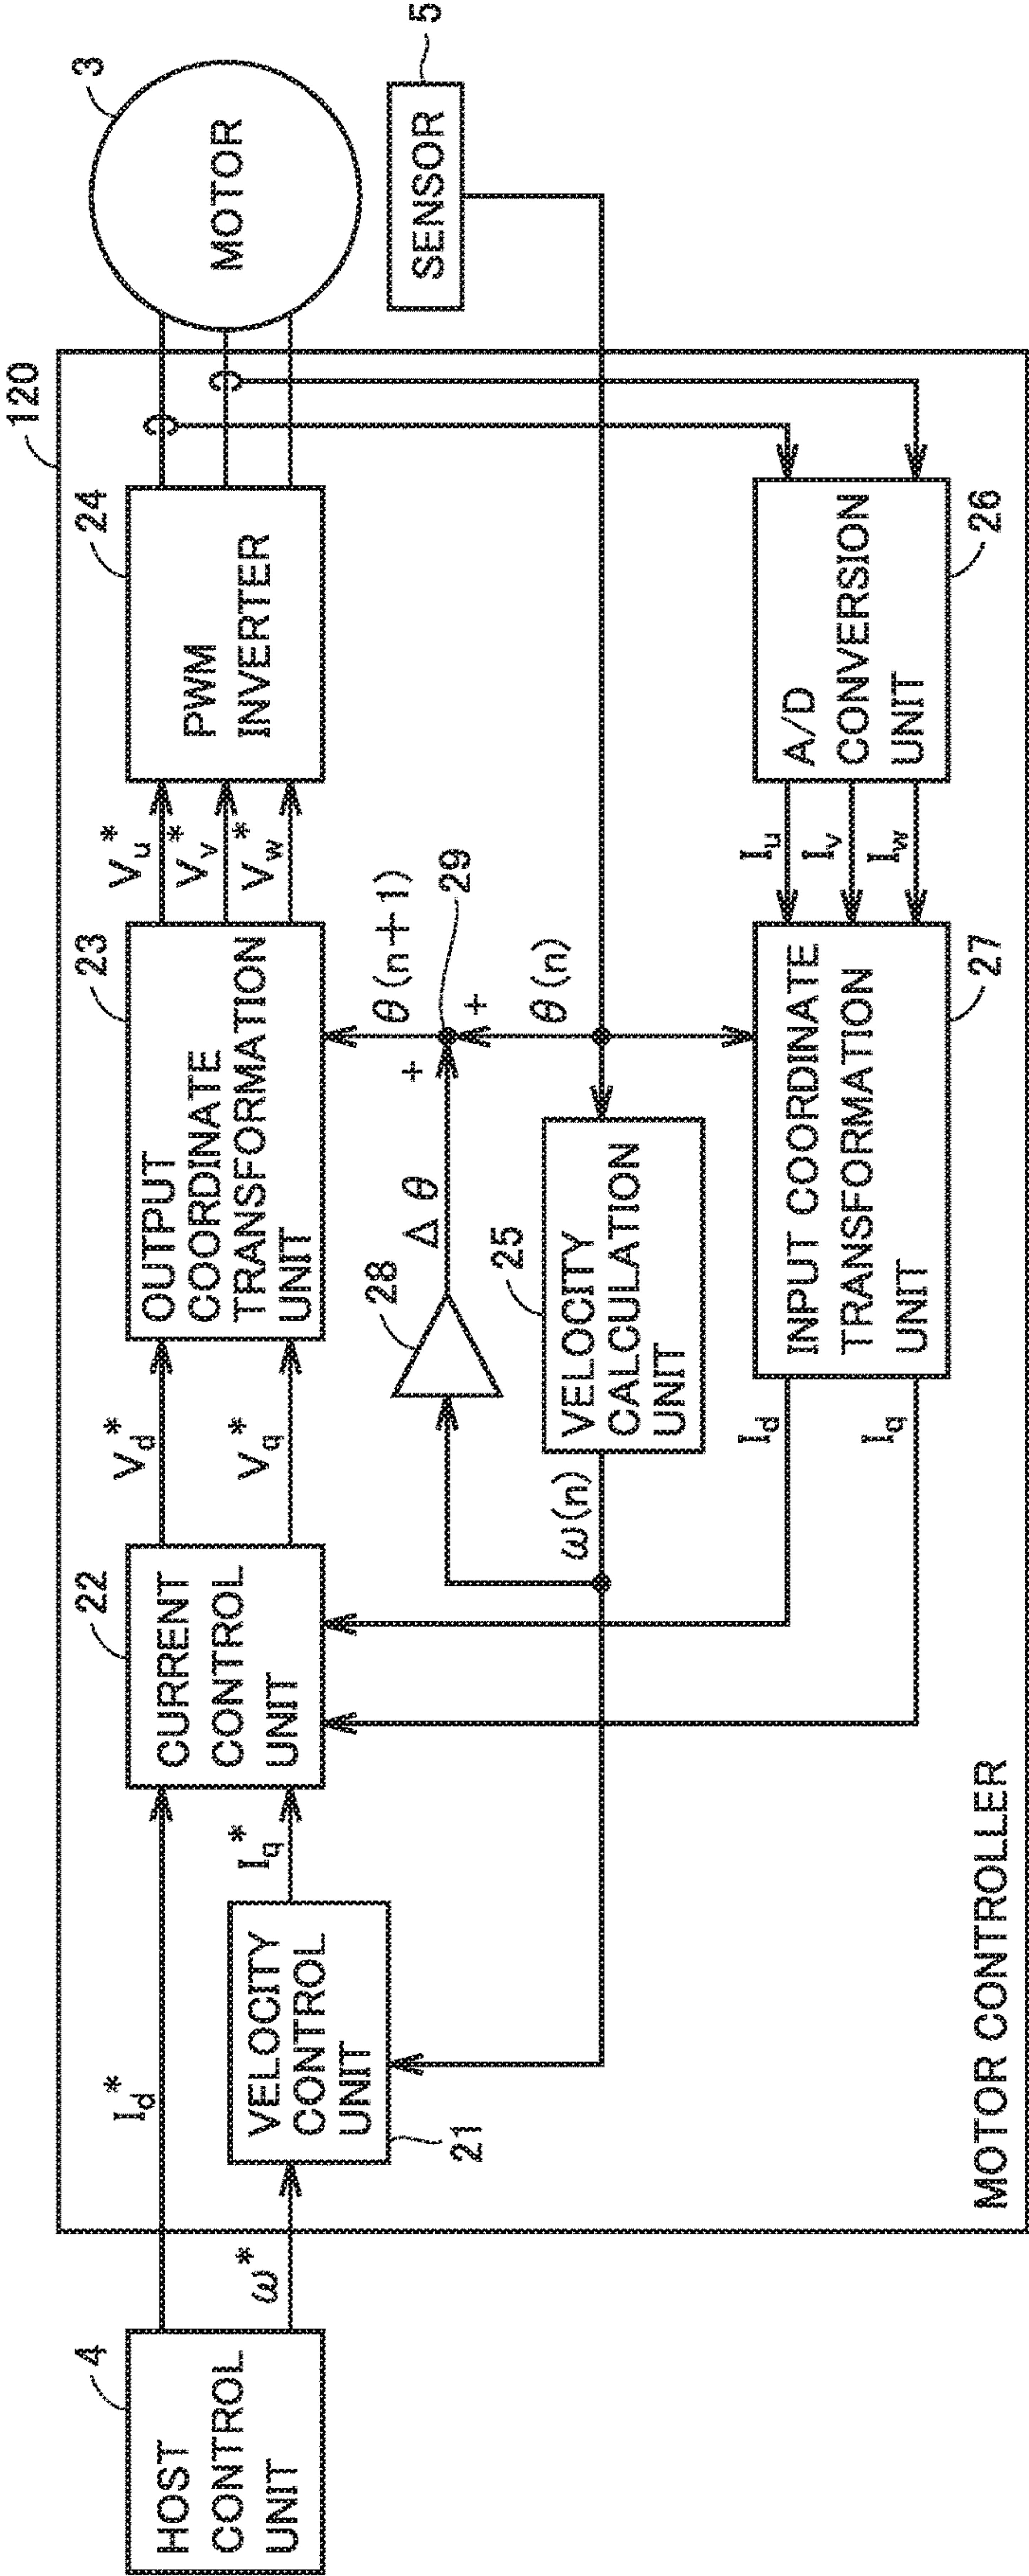 120
HOST
CONTROL
UNIT
4
I_d*
ω*
VELOCITY
CONTROL
UNIT
21
I_q*
CURRENT
CONTROL
UNIT
22
V_d*
V_q*
OUTPUT
COORDINATE
TRANSFORMATION
UNIT
23
V_u*
V_v*
V_w*
PWM
INVERTER
24
MOTOR
3
SENSOR
5
28
Δθ
+
θ(n+1)
29
+
θ(n)
ω(n)
VELOCITY
CALCULATION
UNIT
25
I_d
I_q
INPUT COORDINATE
TRANSFORMATION
UNIT
27
I_u
I_v
I_w
A/D
CONVERSION
UNIT
26
MOTOR CONTROLLER